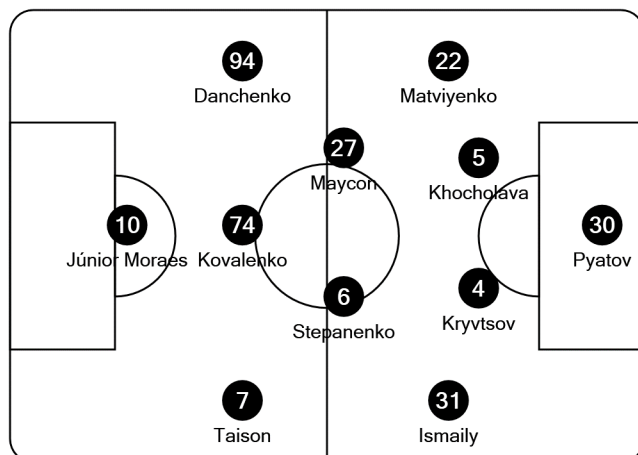 94
Danchenko
22
Matviyenko
27
Maycon
5
Khocholava
10
Júnior Moraes
74
Kovalenko
30
Pyatov
6
Stepanenko
4
Kryvtsov
7
Taison
31
Ismaily